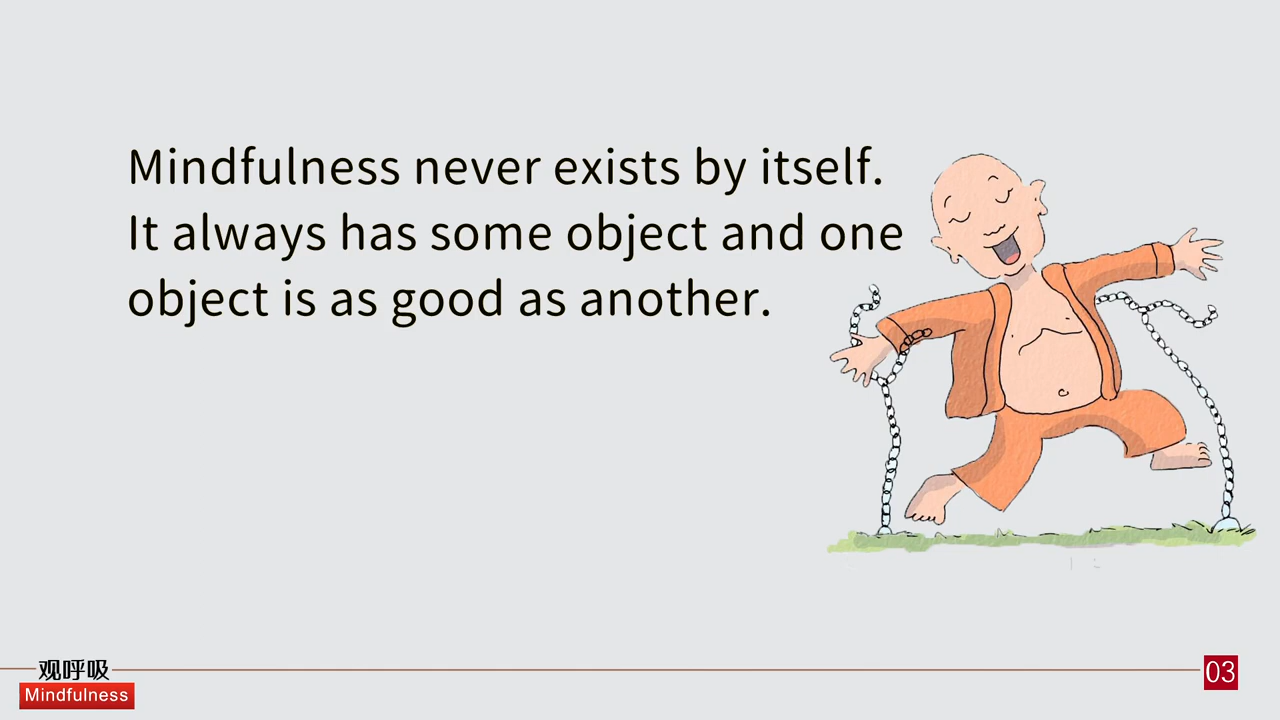 Mindfulness never exists by itself.
It always has some object and one
object is as good as another.
观呼吸
Mindfulness
03